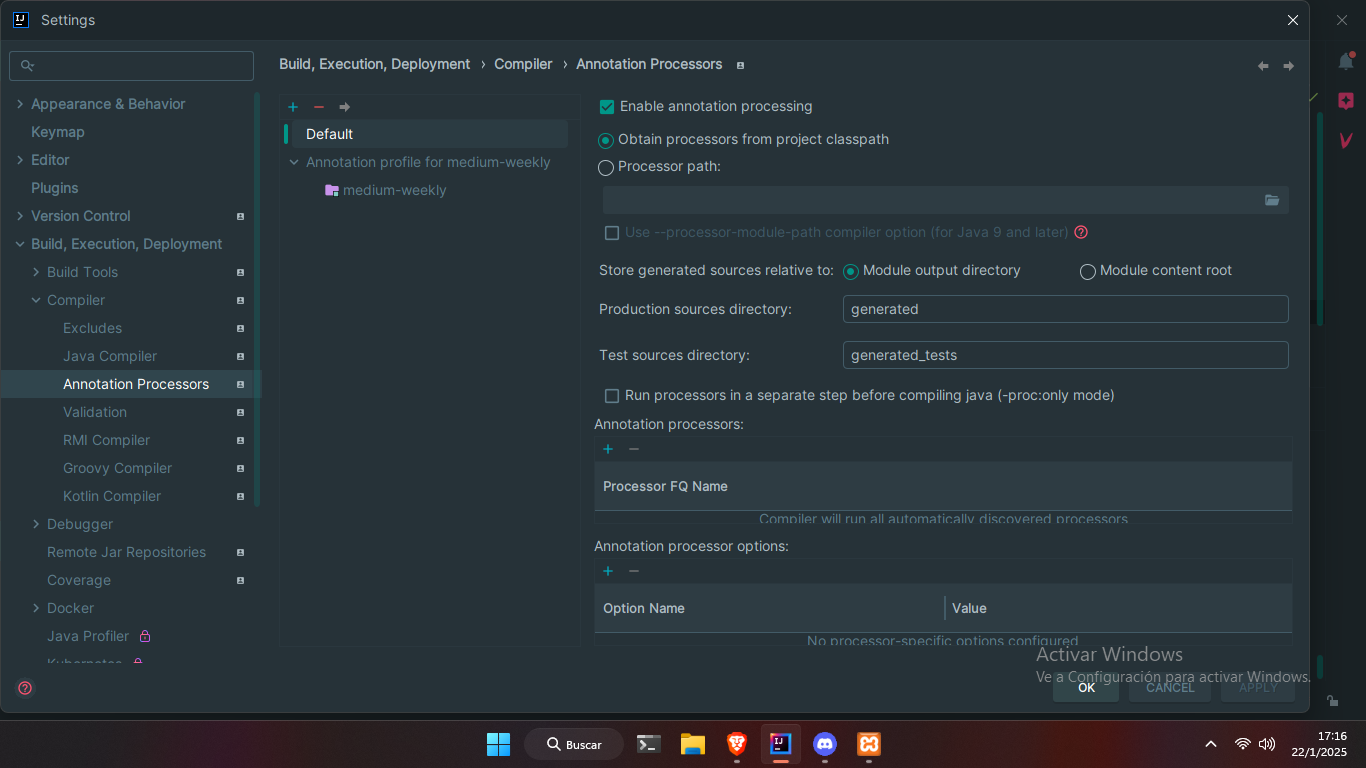 Settings
Build, Execution, Deployment › Compiler › Annotation Processors
Appearance & Behavior
Keymap
Editor
Plugins
Version Control
Build, Execution, Deployment
Build Tools
Compiler
Excludes
Java Compiler
Annotation Processors
Validation
RMI Compiler
Groovy Compiler
Kotlin Compiler
Debugger
Remote Jar Repositories
Coverage
Docker
Java Profiler
Kubernetes
Default
Annotation profile for medium-weekly
medium-weekly
Enable annotation processing
Obtain processors from project classpath
Processor path:
Use --processor-module-path compiler option (for Java 9 and later)
Store generated sources relative to: Module output directory Module content root
Production sources directory: generated
Test sources directory: generated_tests
Run processors in a separate step before compiling java (-proc:only mode)
Annotation processors:
Processor FQ Name
Compiler will run all automatically discovered processors
Annotation processor options:
Option Name Value
No processor-specific options configured
Activar Windows
Ve a Configuración para activar Windows.
OK CANCEL APPLY
Buscar
17:16
22/1/2025